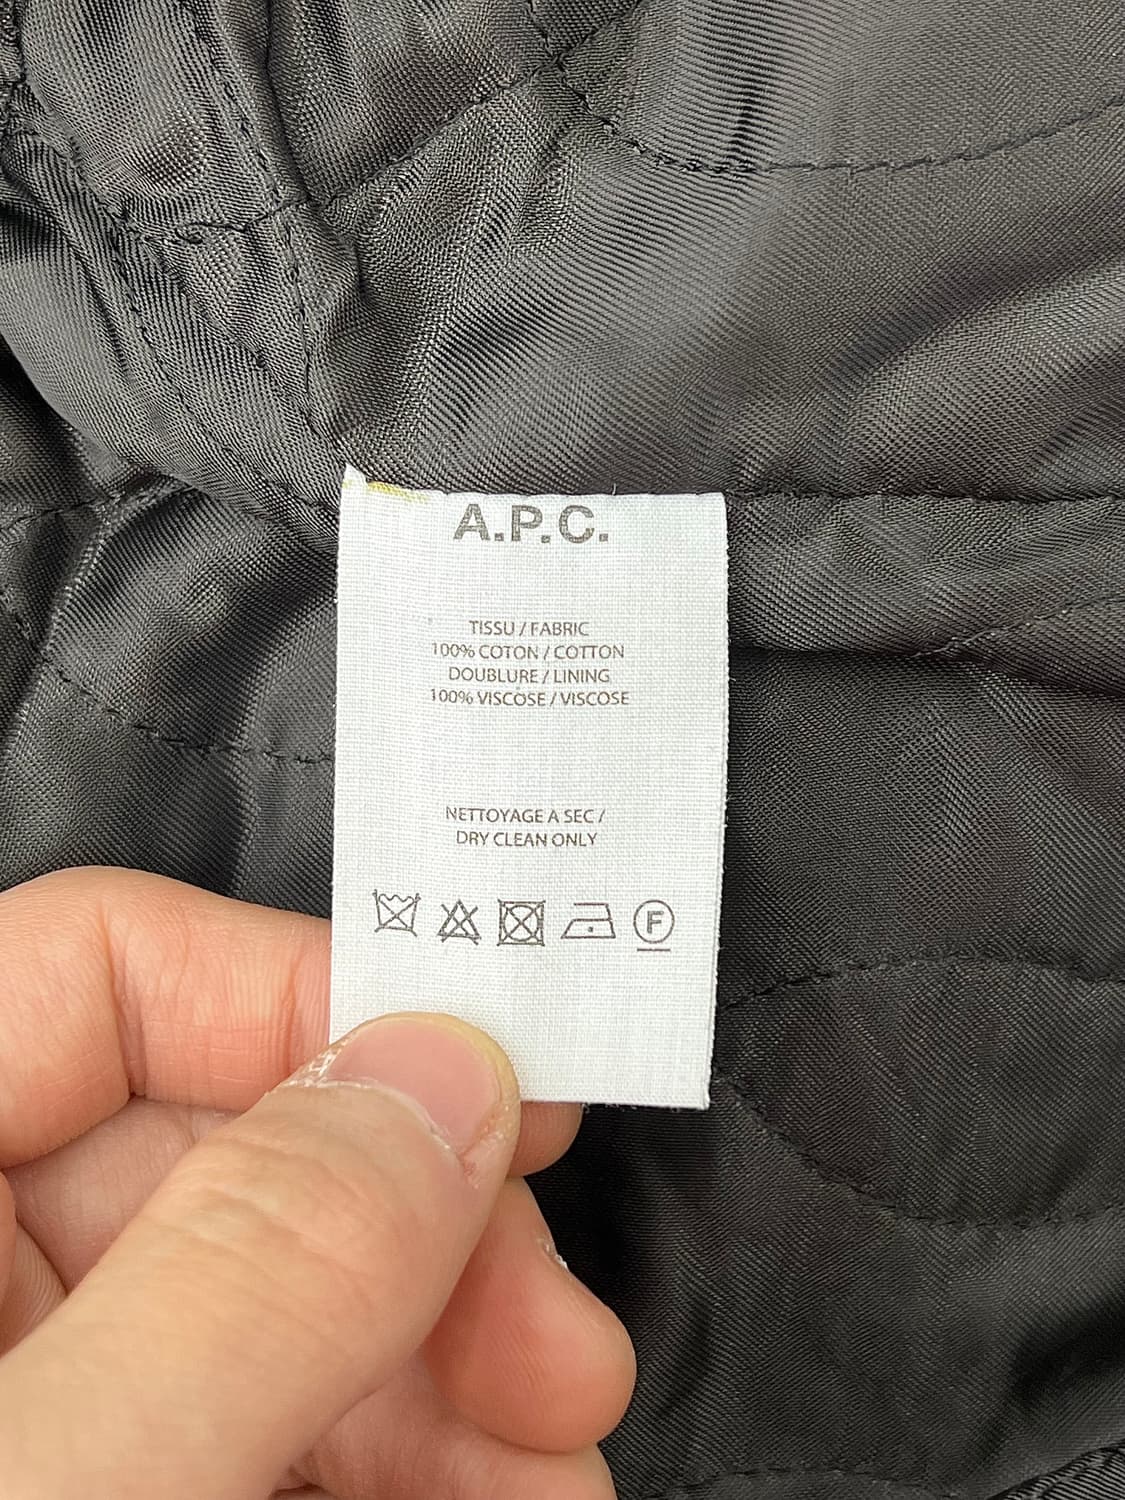 A.P.C.
TISSU / FABRIC
100% COTON / COTTON
DOUBLURE / LINING
100% VISCOSE / VISCOSE
NETTOYAGE A SEC /
DRY CLEAN ONLY
F